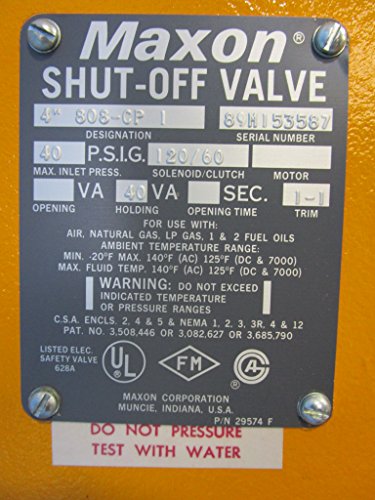 Maxon®
SHUT-OFF VALVE
4" 808-CP 1 89M153587
DESIGNATION SERIAL NUMBER
40 P.S.I.G. 120/60
MAX. INLET PRESS. SOLENOID/CLUTCH MOTOR
VA 40 VA SEC. 1-1
OPENING HOLDING OPENING TIME TRIM
FOR USE WITH:
AIR, NATURAL GAS, LP GAS, 1 & 2 FUEL OILS
AMBIENT TEMPERATURE RANGE:
MIN. -20°F MAX. 140°F (AC) 125°F (DC & 7000)
MAX. FLUID TEMP. 140°F (AC) 125°F (DC & 7000)
WARNING: DO NOT EXCEED
INDICATED TEMPERATURE
OR PRESSURE RANGES
C.S.A. ENCLS. 2, 4 & 5 & NEMA 1, 2, 3, 3R, 4 & 12
PAT. NO. 3,508,446 OR 3,082,627 OR 3,685,790
LISTED ELEC.
SAFETY VALVE
628A
UL
FM
MAXON CORPORATION
MUNCIE, INDIANA, U.S.A.
P/N 29574 F
DO NOT PRESSURE
TEST WITH WATER